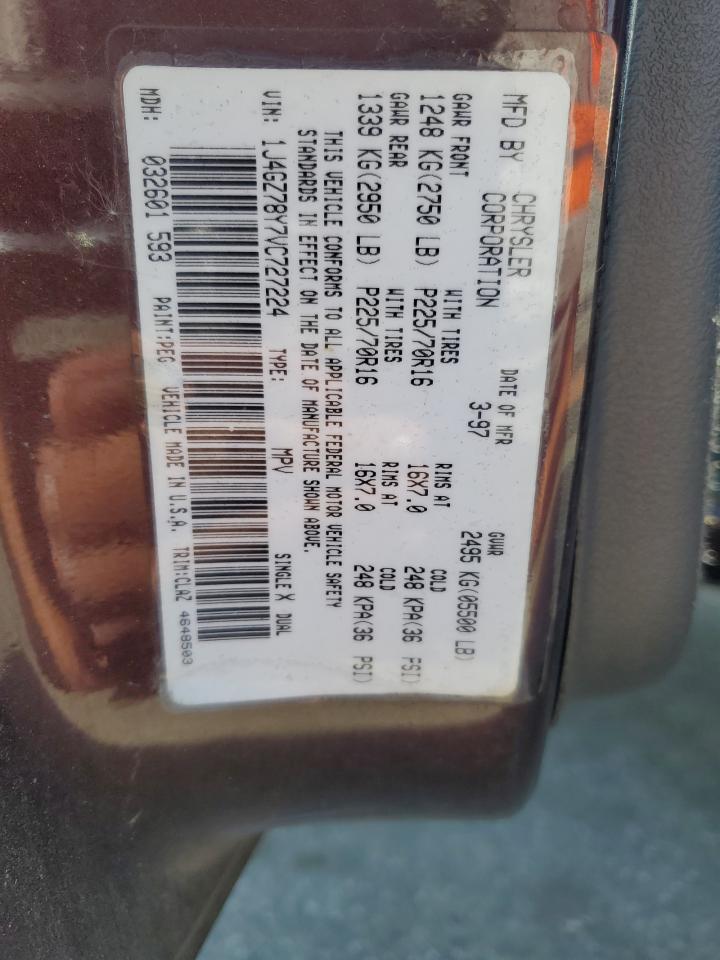 MFD BY CHRYSLER CORPORATION
DATE OF MFR 3-97
GVWR 2495 KG(05500 LB)
GAWR FRONT WITH TIRES RIMS AT COLD
1248 KG(2750 LB) P225/70R16 16X7.0 248 KPA(36 PSI)
GAWR REAR WITH TIRES RIMS AT COLD
1339 KG(2950 LB) P225/70R16 16X7.0 248 KPA(36 PSI)
THIS VEHICLE CONFORMS TO ALL APPLICABLE FEDERAL MOTOR VEHICLE SAFETY
STANDARDS IN EFFECT ON THE DATE OF MANUFACTURE SHOWN ABOVE.
VIN: 1J4GZ78Y7VC727224 TYPE: MPV SINGLE X DUAL
MDH: 032601 593 PAINT:PEG VEHICLE MADE IN U.S.A. TRIM:CLAZ 4648503